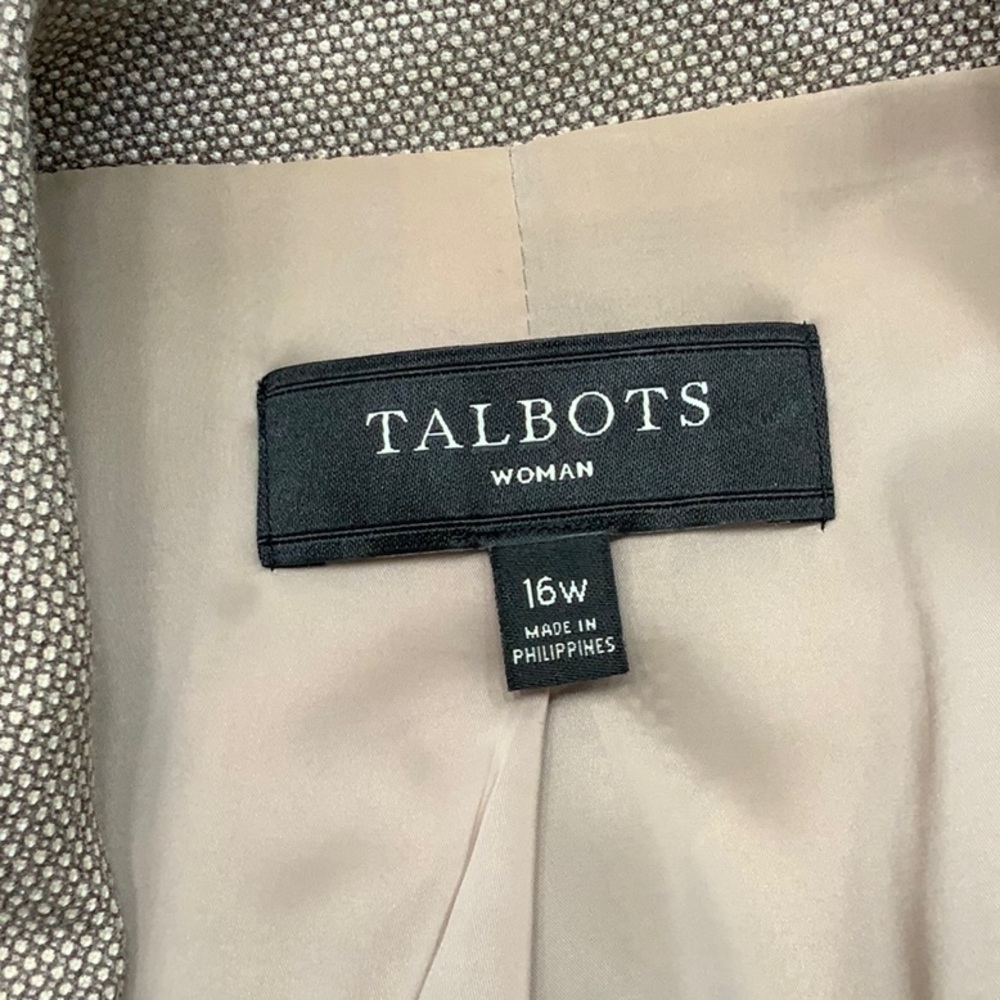 TALBOTS
WOMAN
16W
MADE IN
PHILIPPINES